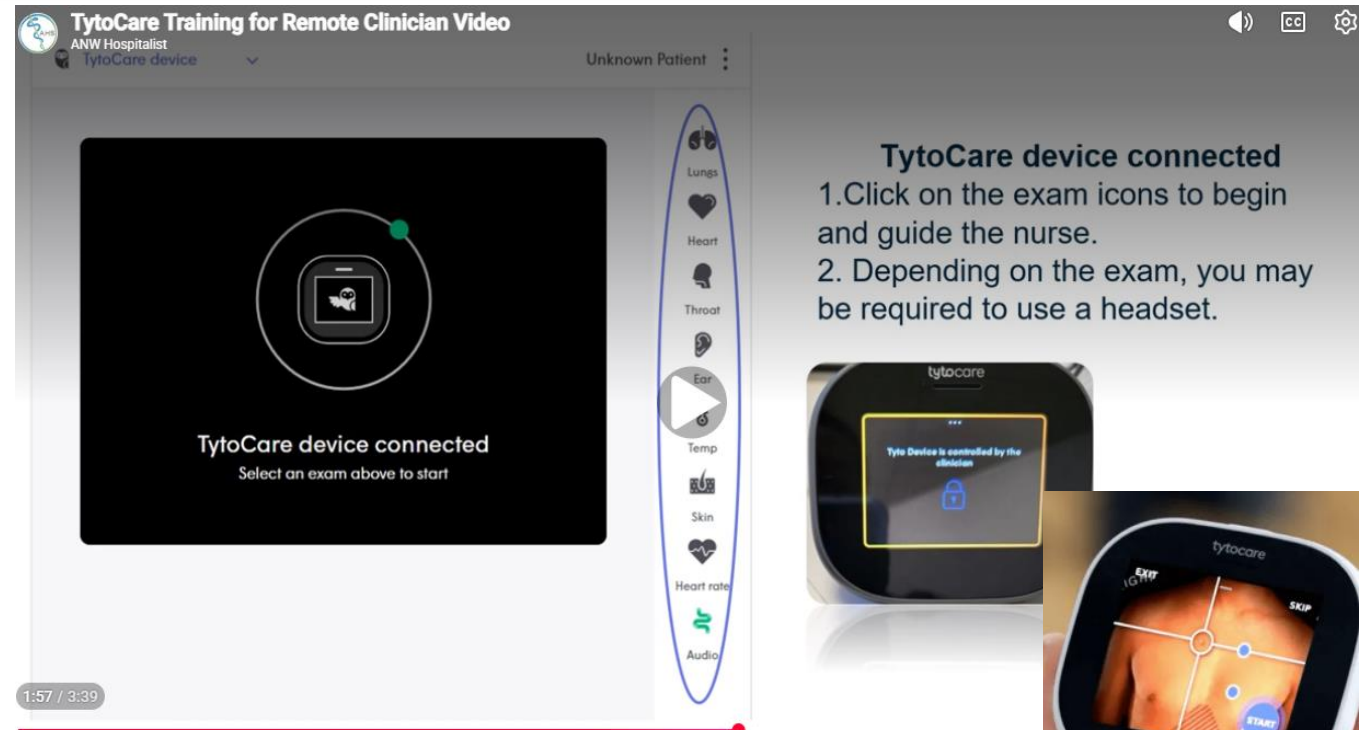 TytoCare Training for Remote Clinician Video
ANW Hospitalist
CC
TytoCare device
Unknown Patient
TytoCare device connected
Select an exam above to start
Lungs
Heart
Throat
Ear
Temp
Skin
Heart rate
Audio
TytoCare device connected
1.Click on the exam icons to begin
and guide the nurse.
2. Depending on the exam, you may
be required to use a headset.
tytocare
Tyto Device is controlled by the
clinician
tytocare
EXIT
SKIP
START
1:57 / 3:39